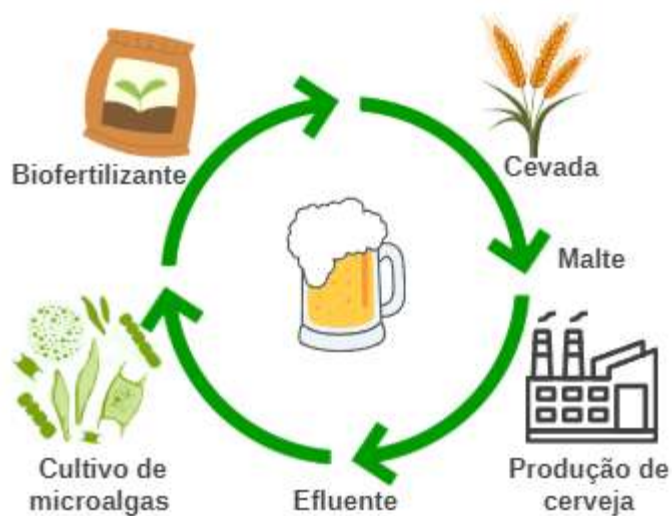 Biofertilizante
Cevada
Malte
Cultivo de
microalgas
Efluente
Produção de
cerveja